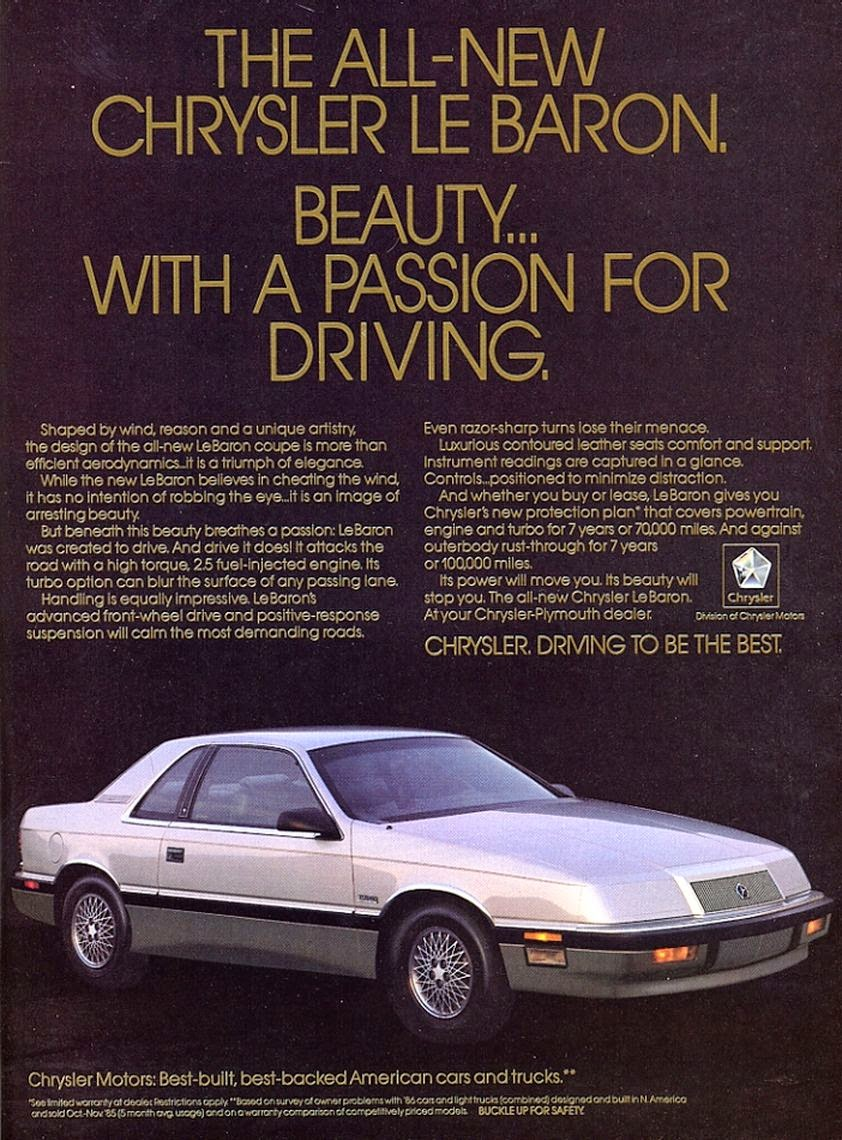 THE ALL-NEW
CHRYSLER LE BARON.
BEAUTY...
WITH A PASSION FOR
DRIVING.
Shaped by wind, reason and a unique artistry,
the design of the all-new LeBaron coupe is more than
efficient aerodynamics...it is a triumph of elegance.
While the new LeBaron believes in cheating the wind,
it has no intention of robbing the eye...it is an image of
arresting beauty.
But beneath this beauty breathes a passion: LeBaron
was created to drive. And drive it does! It attacks the
road with a high torque, 2.5 fuel-injected engine. Its
turbo option can blur the surface of any passing lane.
Handling is equally impressive. LeBaron's
advanced front-wheel drive and positive-response
suspension will calm the most demanding roads.
Even razor-sharp turns lose their menace.
Luxurious contoured leather seats comfort and support.
Instrument readings are captured in a glance.
Controls...positioned to minimize distraction.
And whether you buy or lease, LeBaron gives you
Chrysler's new protection plan* that covers powertrain,
engine and turbo for 7 years or 70,000 miles. And against
outerbody rust-through for 7 years
or 100,000 miles.
Its power will move you. Its beauty will
stop you. The all-new Chrysler LeBaron.
At your Chrysler-Plymouth dealer.
Chrysler
Division of Chrysler Motors
CHRYSLER. DRIVING TO BE THE BEST.
TURBO
Chrysler Motors: Best-built, best-backed American cars and trucks.**
*See limited warranty at dealer. Restrictions apply. **Based on survey of owner problems with '86 cars and light trucks (combined) designed and built in N. America
and sold Oct.-Nov. '85 (5 month avg. usage) and on a warranty comparison of competitively priced models. BUCKLE UP FOR SAFETY.